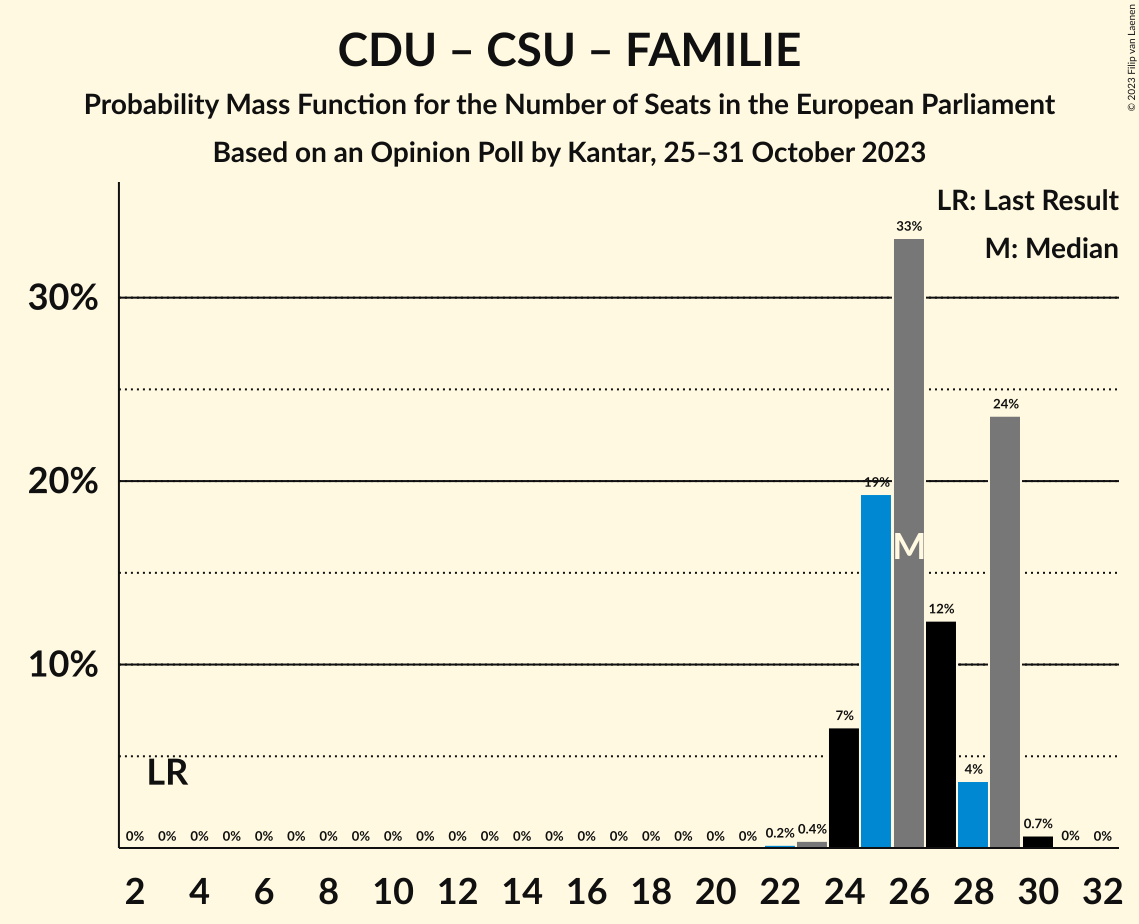 CDU – CSU – FAMILIE
Probability Mass Function for the Number of Seats in the European Parliament
Based on an Opinion Poll by Kantar, 25–31 October 2023
© 2023 Filip van Laenen
LR: Last Result
M: Median
30%
20%
10%
0% 0% 0% 0% 0% 0% 0% 0% 0% 0% 0% 0% 0% 0% 0% 0% 0% 0% 0% 0% 0.2% 0.4% 7% 19% 33% 12% 4% 24% 0.7% 0% 0%
LR
M
2 4 6 8 10 12 14 16 18 20 22 24 26 28 30 32